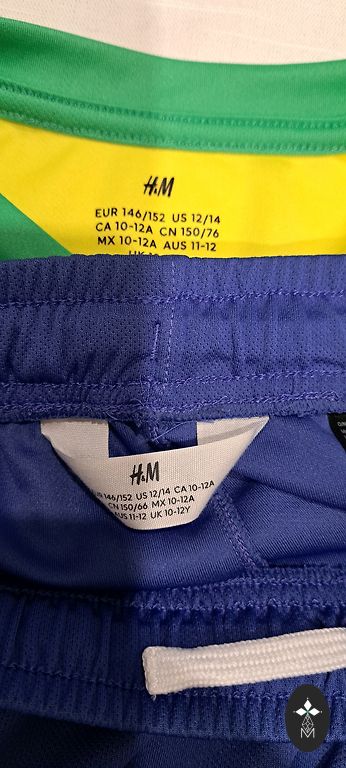 H&M
EUR 146/152 US 12/14
CA 10-12A CN 150/76
MX 10-12A AUS 11-12
H&M
146/152 US 12/14 CA 10-12A
CN 150/66 MX 10-12A
AUS 11-12 UK 10-12Y
M